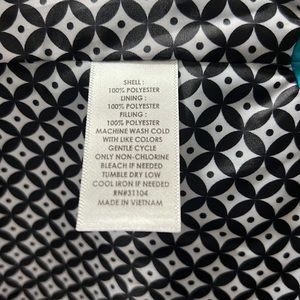 SHELL :
100% POLYESTER
LINING :
100% POLYESTER
FILLING :
100% POLYESTER
MACHINE WASH COLD
WITH LIKE COLORS
GENTLE CYCLE
ONLY NON-CHLORINE
BLEACH IF NEEDED
TUMBLE DRY LOW
COOL IRON IF NEEDED
RN#31104
MADE IN VIETNAM